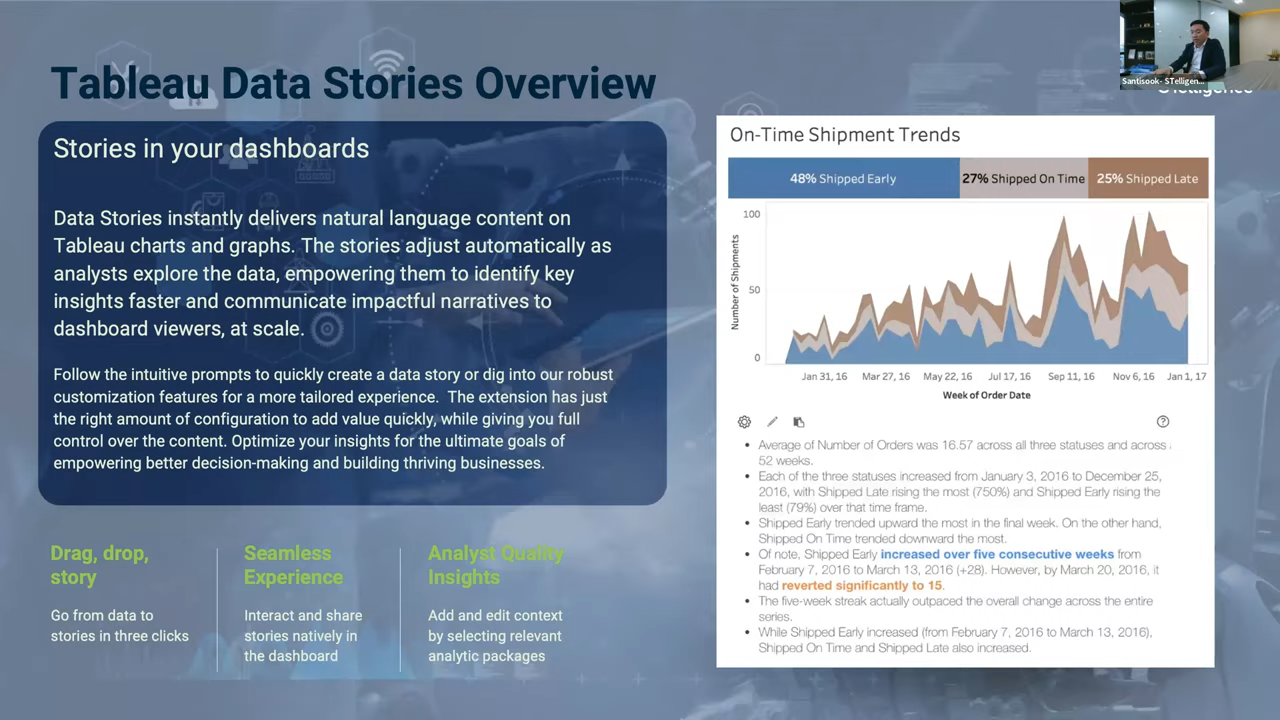 Tableau Data Stories Overview
Santisook- STelligen...
Stories in your dashboards
Data Stories instantly delivers natural language content on
Tableau charts and graphs. The stories adjust automatically as
analysts explore the data, empowering them to identify key
insights faster and communicate impactful narratives to
dashboard viewers, at scale.
Follow the intuitive prompts to quickly create a data story or dig into our robust
customization features for a more tailored experience. The extension has just
the right amount of configuration to add value quickly, while giving you full
control over the content. Optimize your insights for the ultimate goals of
empowering better decision-making and building thriving businesses.
Drag, drop,
story
Go from data to
stories in three clicks
Seamless
Experience
Interact and share
stories natively in
the dashboard
Analyst Quality
Insights
Add and edit context
by selecting relevant
analytic packages
On-Time Shipment Trends
48% Shipped Early
27% Shipped On Time
25% Shipped Late
Number of Shipments
100
50
0
Jan 31, 16
Mar 27, 16
May 22, 16
Jul 17, 16
Sep 11, 16
Nov 6, 16
Jan 1, 17
Week of Order Date
• Average of Number of Orders was 16.57 across all three statuses and across
52 weeks.
• Each of the three statuses increased from January 3, 2016 to December 25,
2016, with Shipped Late rising the most (750%) and Shipped Early rising the
least (79%) over that time frame.
• Shipped Early trended upward the most in the final week. On the other hand,
Shipped On Time trended downward the most.
• Of note, Shipped Early increased over five consecutive weeks from
February 7, 2016 to March 13, 2016 (+28). However, by March 20, 2016, it
had reverted significantly to 15.
• The five-week streak actually outpaced the overall change across the entire
series.
• While Shipped Early increased (from February 7, 2016 to March 13, 2016),
Shipped On Time and Shipped Late also increased.